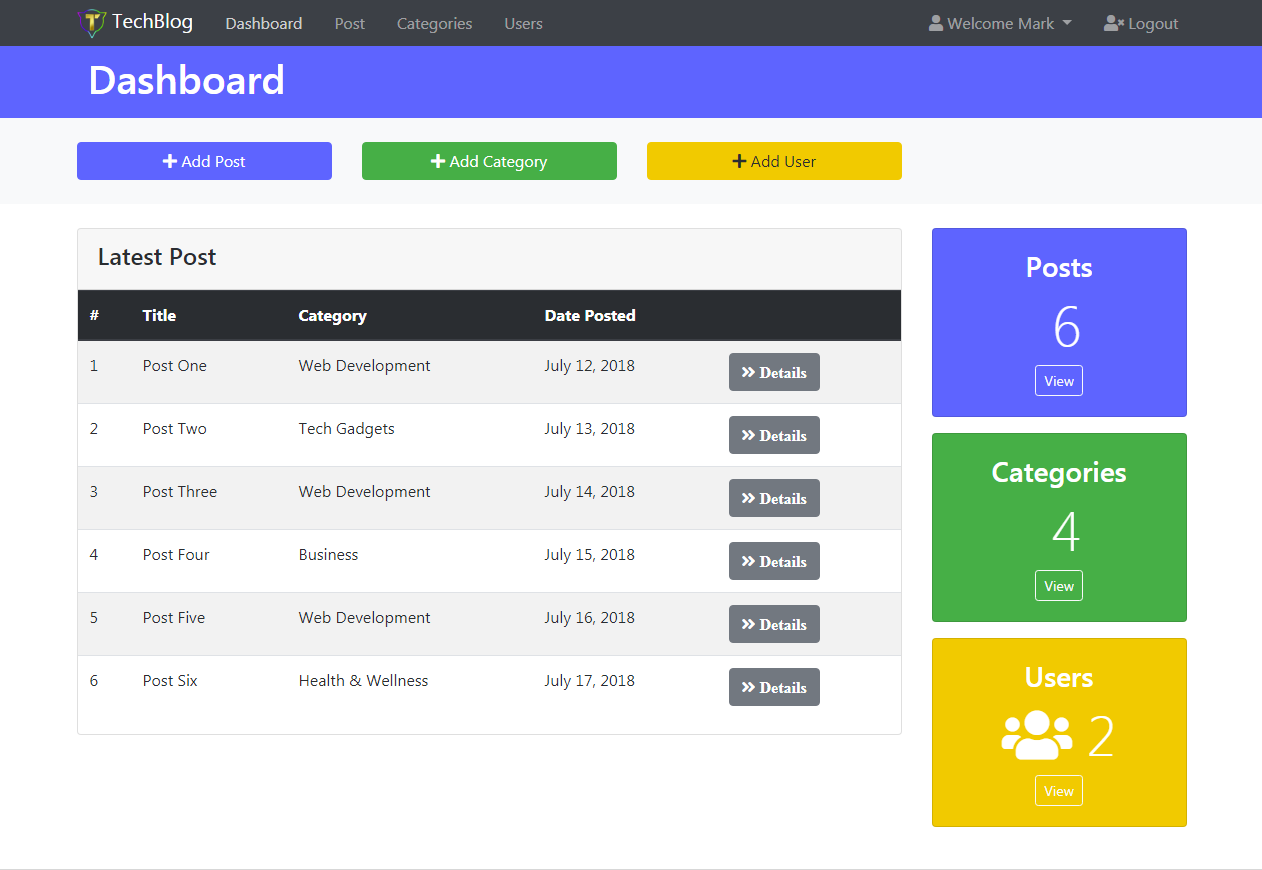 TechBlog Dashboard Post Categories Users Welcome Mark Logout
Dashboard
Add Post Add Category Add User
Latest Post
# Title Category Date Posted
1 Post One Web Development July 12, 2018 Details
2 Post Two Tech Gadgets July 13, 2018 Details
3 Post Three Web Development July 14, 2018 Details
4 Post Four Business July 15, 2018 Details
5 Post Five Web Development July 16, 2018 Details
6 Post Six Health & Wellness July 17, 2018 Details
Posts
6
View
Categories
4
View
Users
2
View